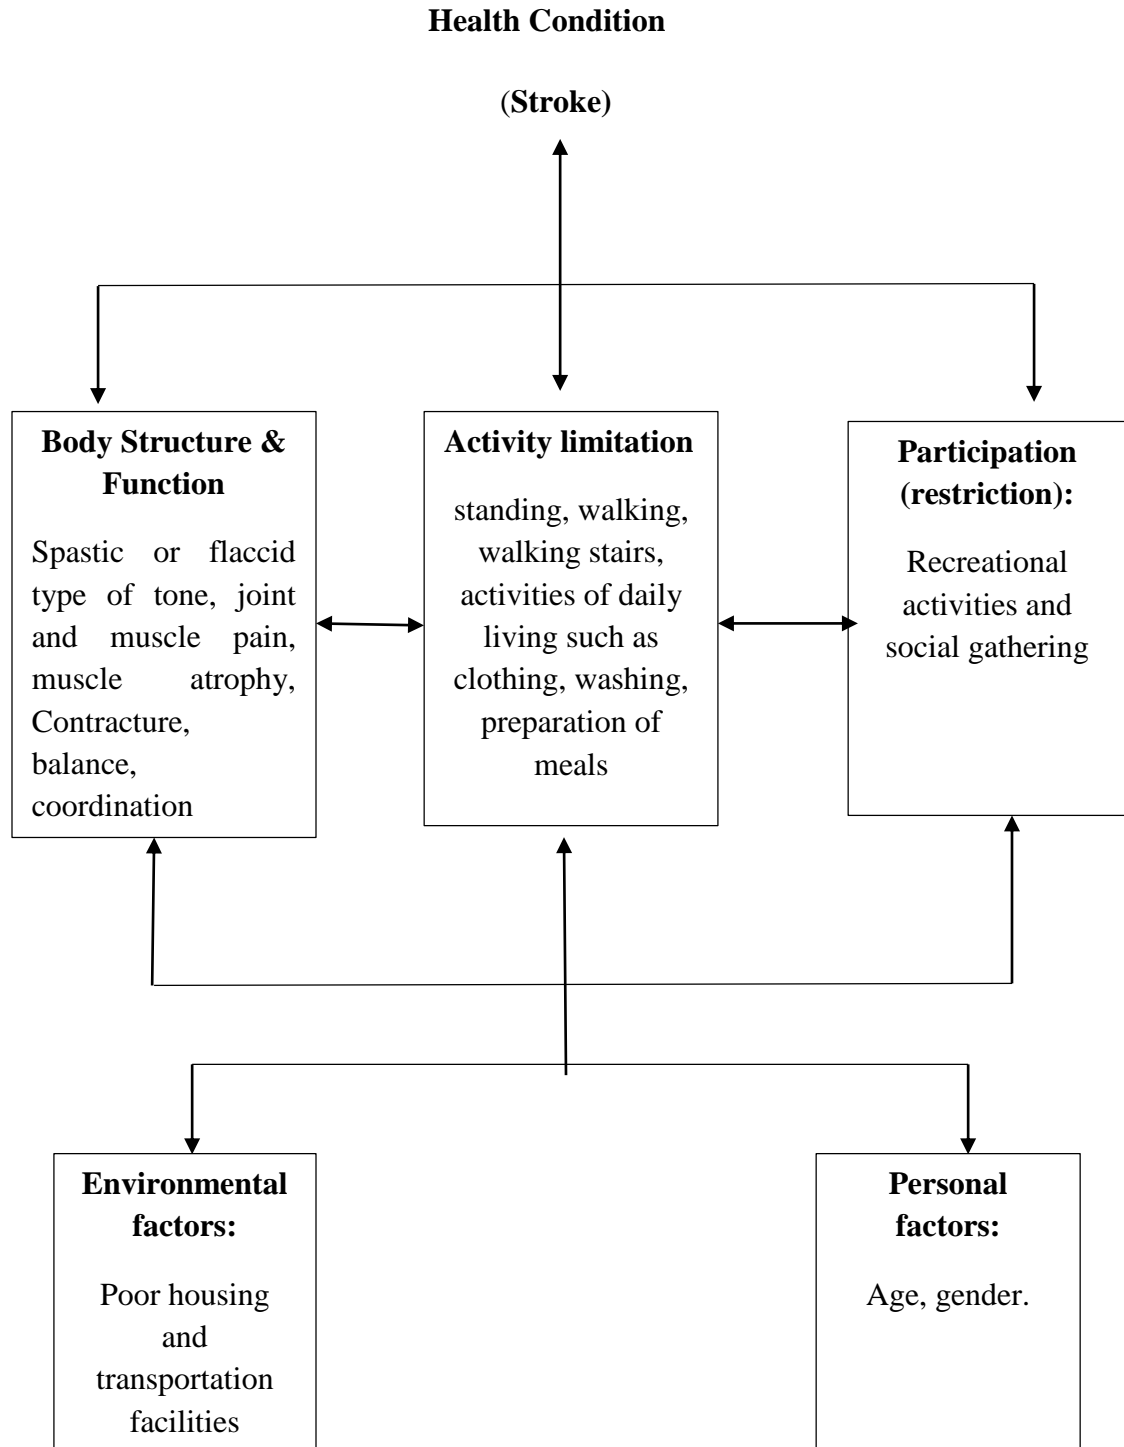 Health Condition
(Stroke)
Body Structure &
Function
Spastic or flaccid
type of tone, joint
and muscle pain,
muscle atrophy,
Contracture,
balance,
coordination
Activity limitation
standing, walking,
walking stairs,
activities of daily
living such as
clothing, washing,
preparation of
meals
Participation
(restriction):
Recreational
activities and
social gathering
Environmental
factors:
Poor housing
and
transportation
facilities
Personal
factors:
Age, gender.